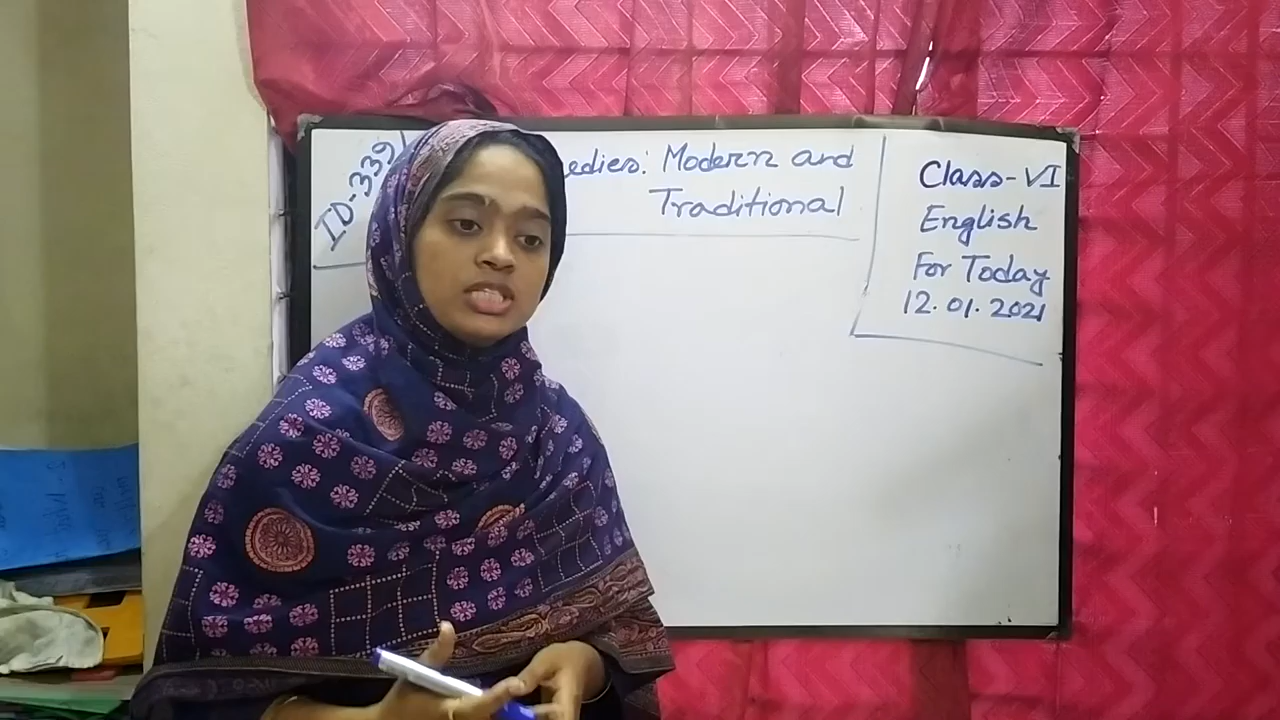 ID-339
edies: Modern and
Traditional
Class-VI
English
For Today
12.01.2021